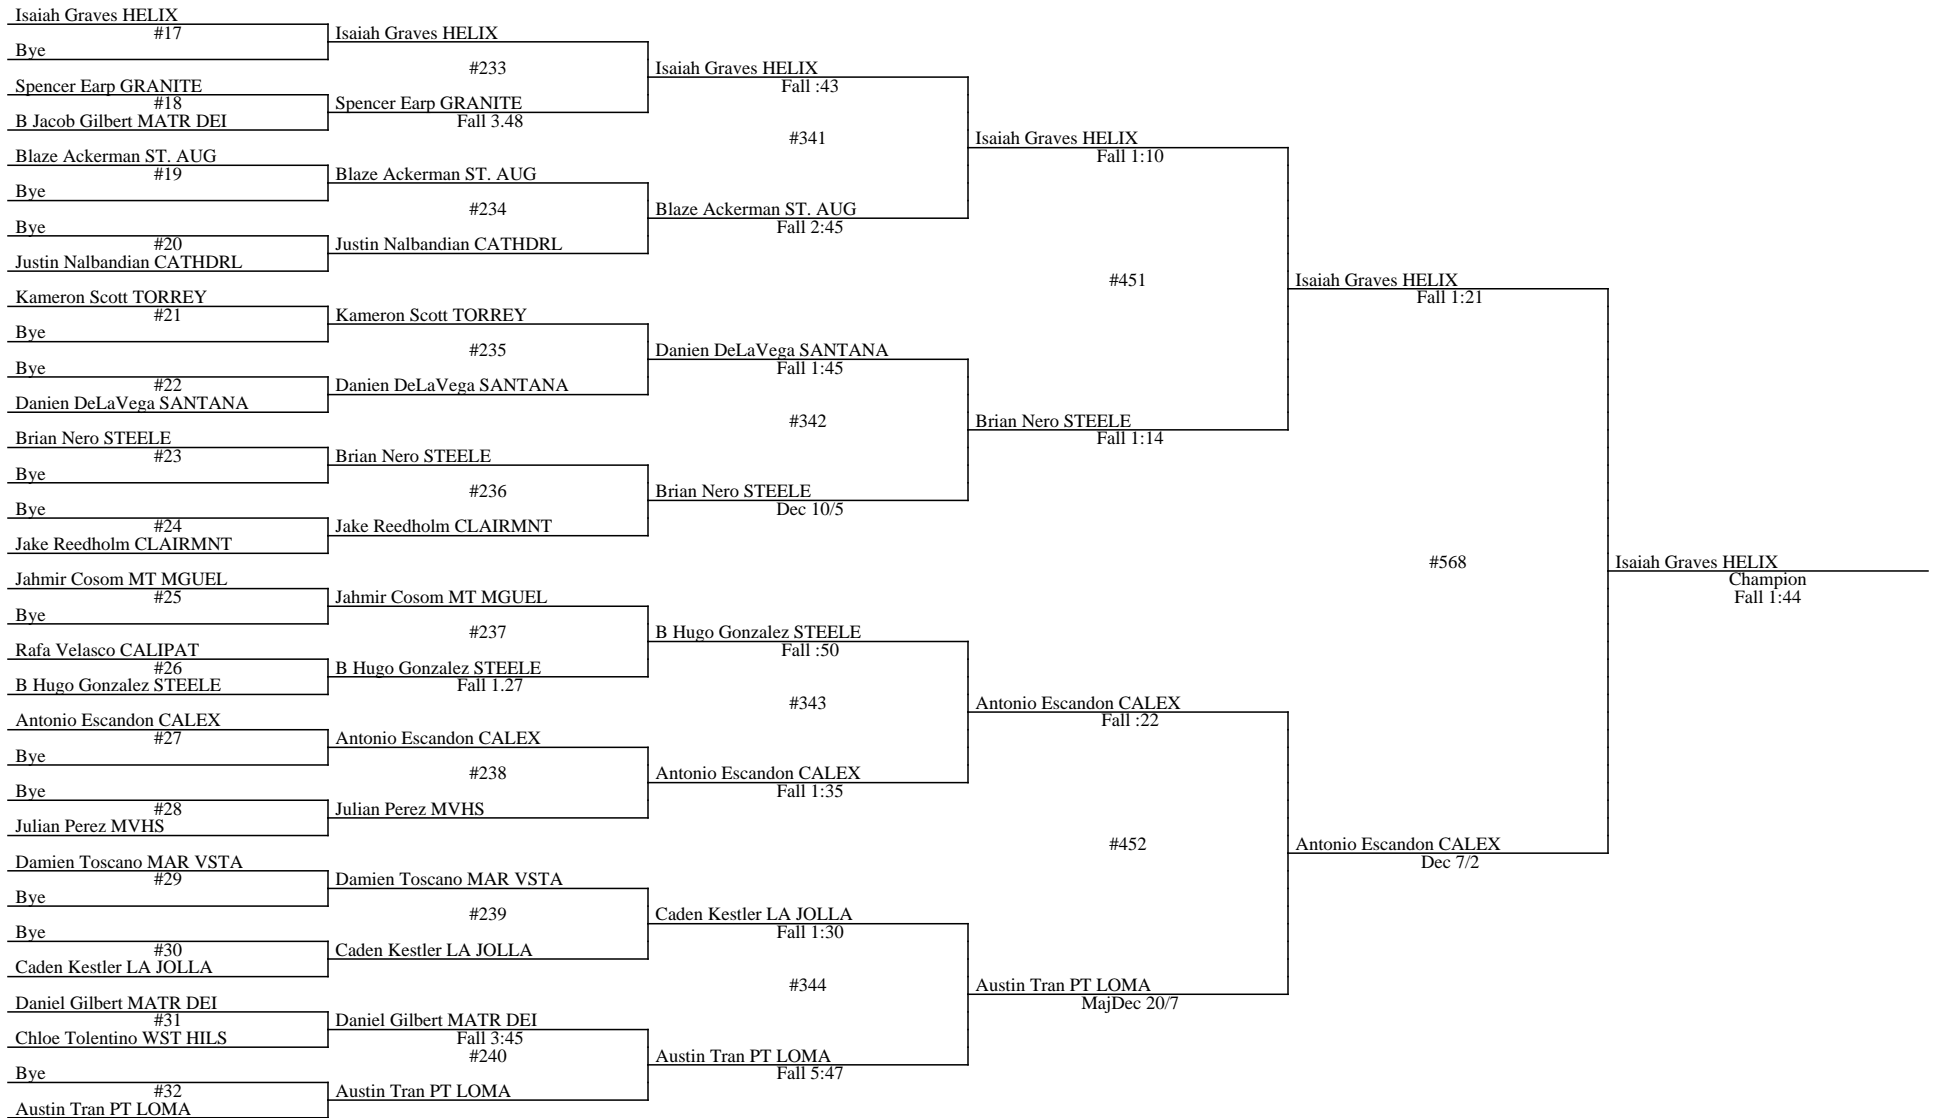 Isaiah Graves HELIX
#17
Bye
Spencer Earp GRANITE
#18
B Jacob Gilbert MATR DEI
Blaze Ackerman ST. AUG
#19
Bye
Bye
#20
Justin Nalbandian CATHDRL
Kameron Scott TORREY
#21
Bye
Bye
#22
Danien DeLaVega SANTANA
Brian Nero STEELE
#23
Bye
Bye
#24
Jake Reedholm CLAIRMNT
Jahmir Cosom MT MGUEL
#25
Bye
Rafa Velasco CALIPAT
#26
B Hugo Gonzalez STEELE
Antonio Escandon CALEX
#27
Bye
Bye
#28
Julian Perez MVHS
Damien Toscano MAR VSTA
#29
Bye
Bye
#30
Caden Kestler LA JOLLA
Daniel Gilbert MATR DEI
#31
Chloe Tolentino WST HILS
Bye
#32
Austin Tran PT LOMA
Isaiah Graves HELIX
#233
Spencer Earp GRANITE
Fall 3.48
Blaze Ackerman ST. AUG
#234
Justin Nalbandian CATHDRL
Kameron Scott TORREY
#235
Danien DeLaVega SANTANA
Brian Nero STEELE
#236
Jake Reedholm CLAIRMNT
Jahmir Cosom MT MGUEL
#237
B Hugo Gonzalez STEELE
Fall 1.27
Antonio Escandon CALEX
#238
Julian Perez MVHS
Damien Toscano MAR VSTA
#239
Caden Kestler LA JOLLA
Daniel Gilbert MATR DEI
Fall 3:45
#240
Austin Tran PT LOMA
Isaiah Graves HELIX
Fall :43
#341
Blaze Ackerman ST. AUG
Fall 2:45
Danien DeLaVega SANTANA
Fall 1:45
#342
Brian Nero STEELE
Dec 10/5
B Hugo Gonzalez STEELE
Fall :50
#343
Antonio Escandon CALEX
Fall 1:35
Caden Kestler LA JOLLA
Fall 1:30
#344
Austin Tran PT LOMA
Fall 5:47
Isaiah Graves HELIX
Fall 1:10
#451
Brian Nero STEELE
Fall 1:14
Antonio Escandon CALEX
Fall :22
#452
Austin Tran PT LOMA
MajDec 20/7
Isaiah Graves HELIX
Fall 1:21
#568
Antonio Escandon CALEX
Dec 7/2
Isaiah Graves HELIX
Champion
Fall 1:44